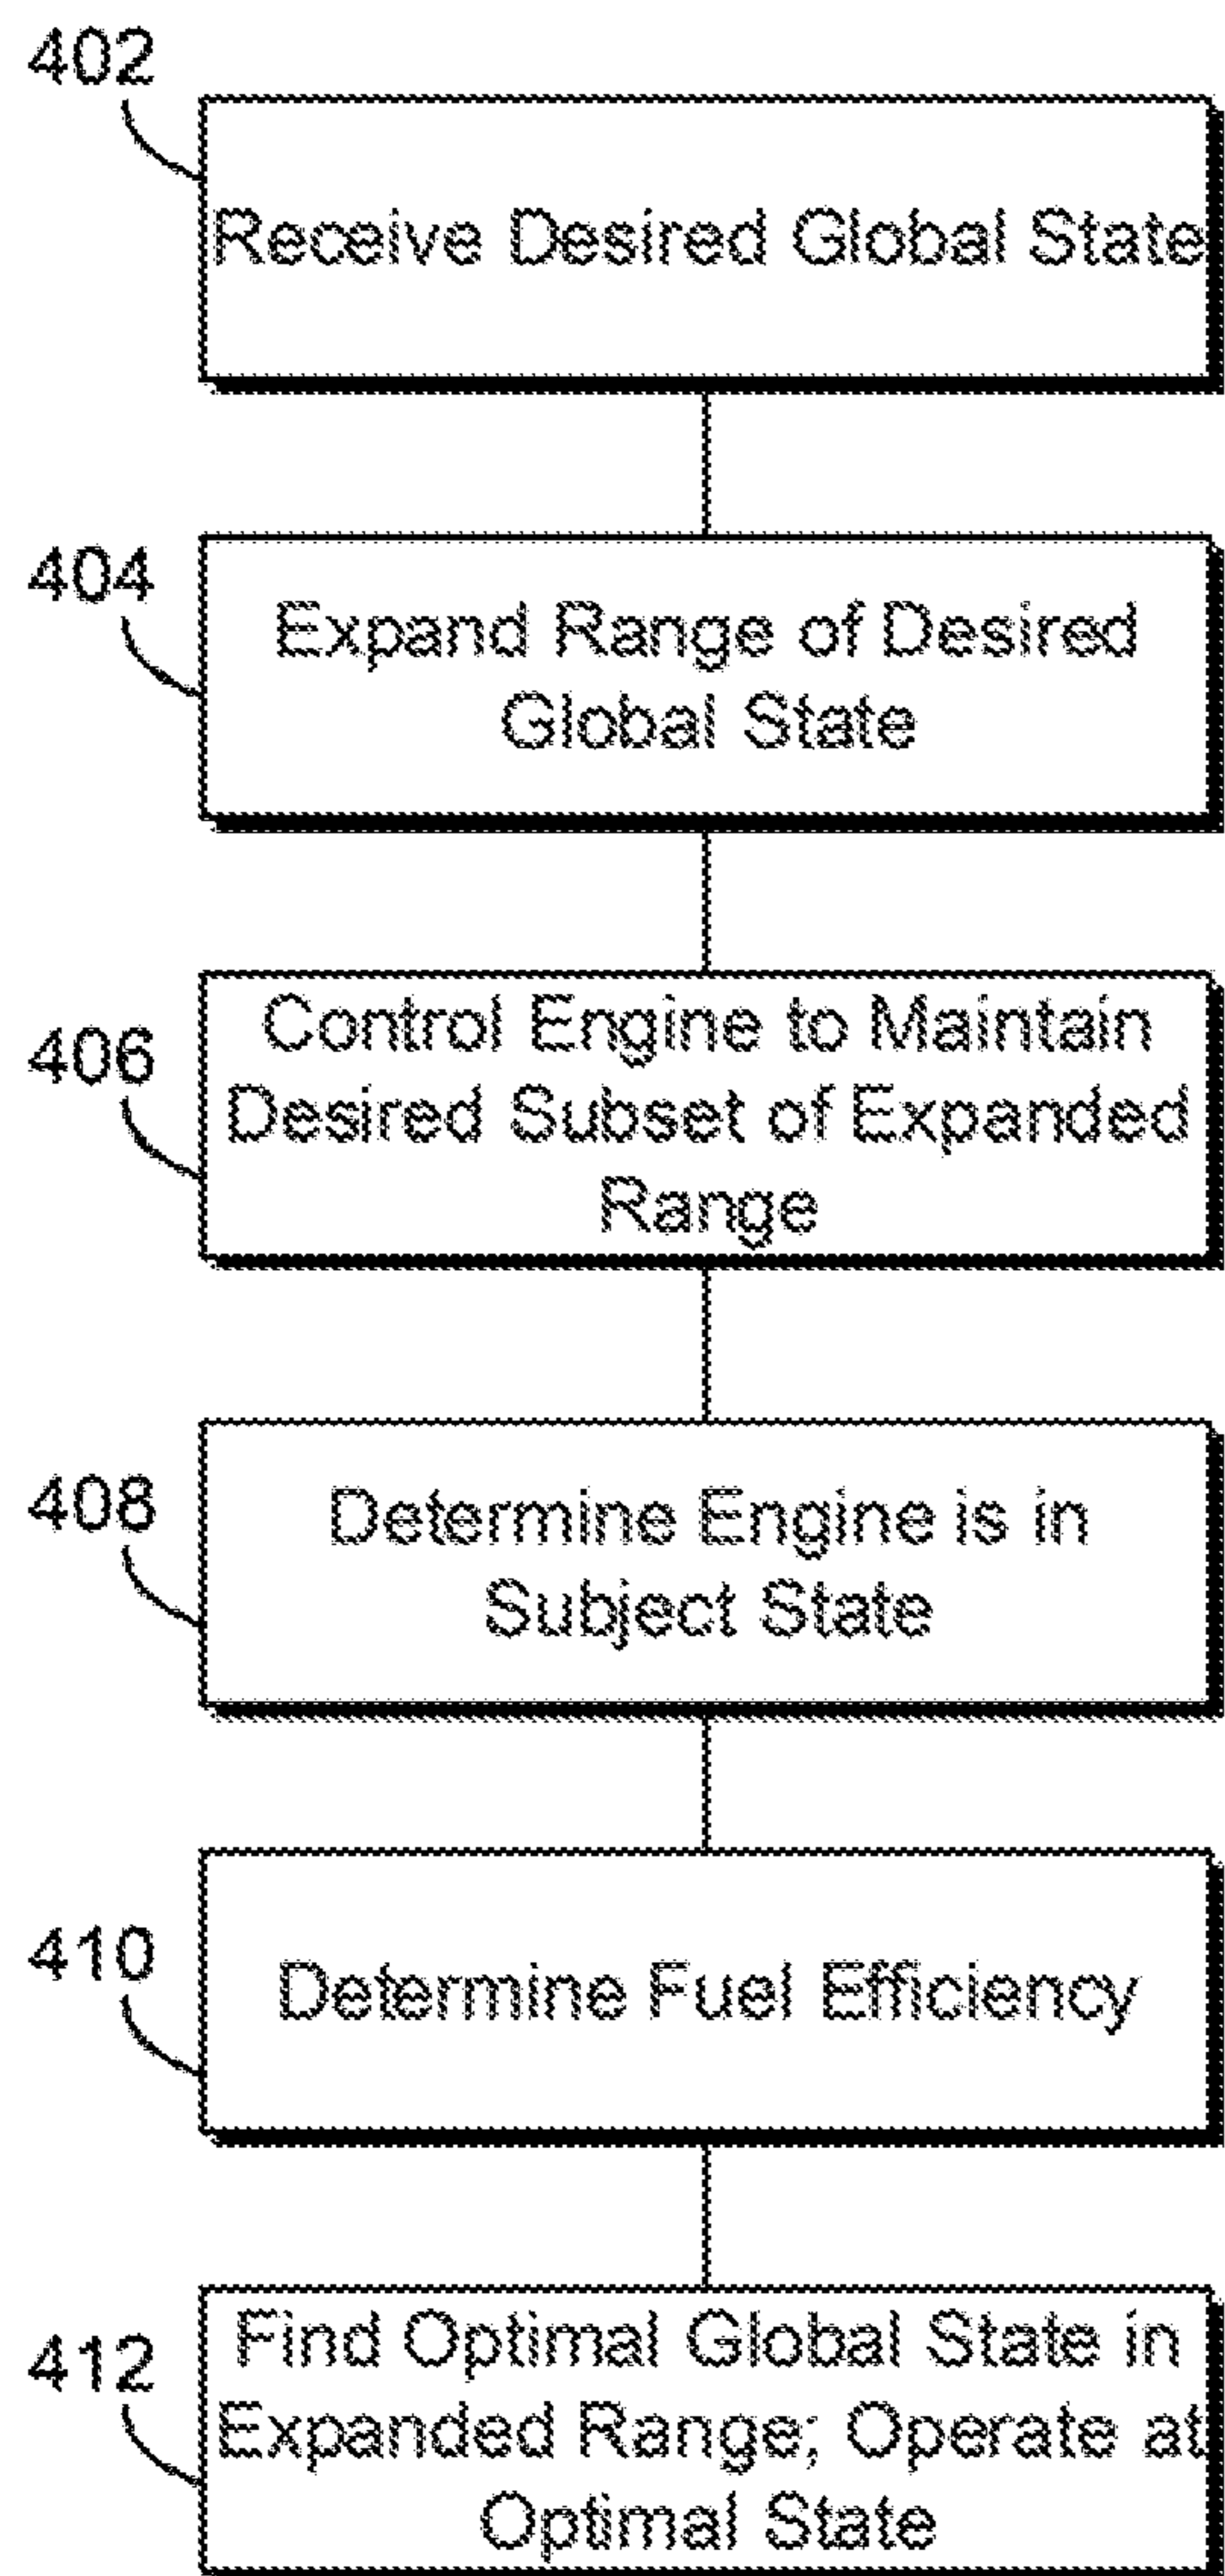 402
Receive Desired Global State
404
Expand Range of Desired
Global State
406
Control Engine to Maintain
Desired Subset of Expanded
Range
408
Determine Engine is in
Subject State
410
Determine Fuel Efficiency
412
Find Optimal Global State in
Expanded Range; Operate at
Optimal State